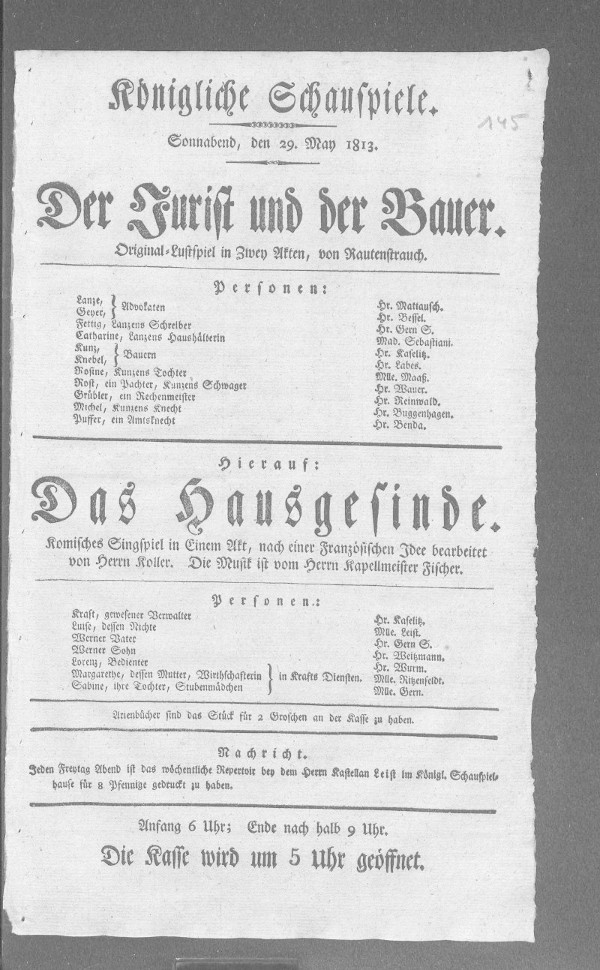 145
Königliche Schauspiele.
Sonnabend, den 29. May 1813.
Der Jurist und der Bauer.
Original-Lustspiel in Zwey Akten, von Rautenstrauch.
Personen:
Lanze, } Advokaten Hr. Mattausch.
Geyer, } Hr. Bessel.
Fettig, Lanzens Schreiber Hr. Gern S.
Catharine, Lanzens Haushälterin Mad. Sebastiani.
Kunz, } Bauern Hr. Kaselitz.
Knebel, } Hr. Labes.
Rosine, Kunzens Tochter Mlle. Maaß.
Rost, ein Pachter, Kunzens Schwager Hr. Wauer.
Grübler, ein Rechenmeister Hr. Reinwald.
Michel, Kunzens Knecht Hr. Buggenhagen.
Puffer, ein Amtsknecht Hr. Benda.
Hierauf:
Das Hausgesinde.
Komisches Singspiel in Einem Akt, nach einer Französischen Idee bearbeitet
von Herrn Koller. Die Musik ist vom Herrn Kapellmeister Fischer.
Personen:
Kraft, gewesener Verwalter Hr. Kaselitz.
Luise, dessen Nichte Mlle. Leist.
Werner Vater Hr. Gern S.
Werner Sohn Hr. Weitzmann.
Lorenz, Bedienter } in Krafts Diensten. Hr. Wurm.
Margarethe, dessen Mutter, Wirthschafterin Mlle. Ritzenfeldt.
Sabine, ihre Tochter, Stubenmädchen Mlle. Gern.
Arienbücher sind das Stück für 2 Groschen an der Kasse zu haben.
Nachricht.
Jeden Freytag Abend ist das wöchentliche Repertoir bey dem Herrn Kastellan Leist im Königl. Schauspiel-
hause für 8 Pfennige gedruckt zu haben.
Anfang 6 Uhr; Ende nach halb 9 Uhr.
Die Kasse wird um 5 Uhr geöffnet.